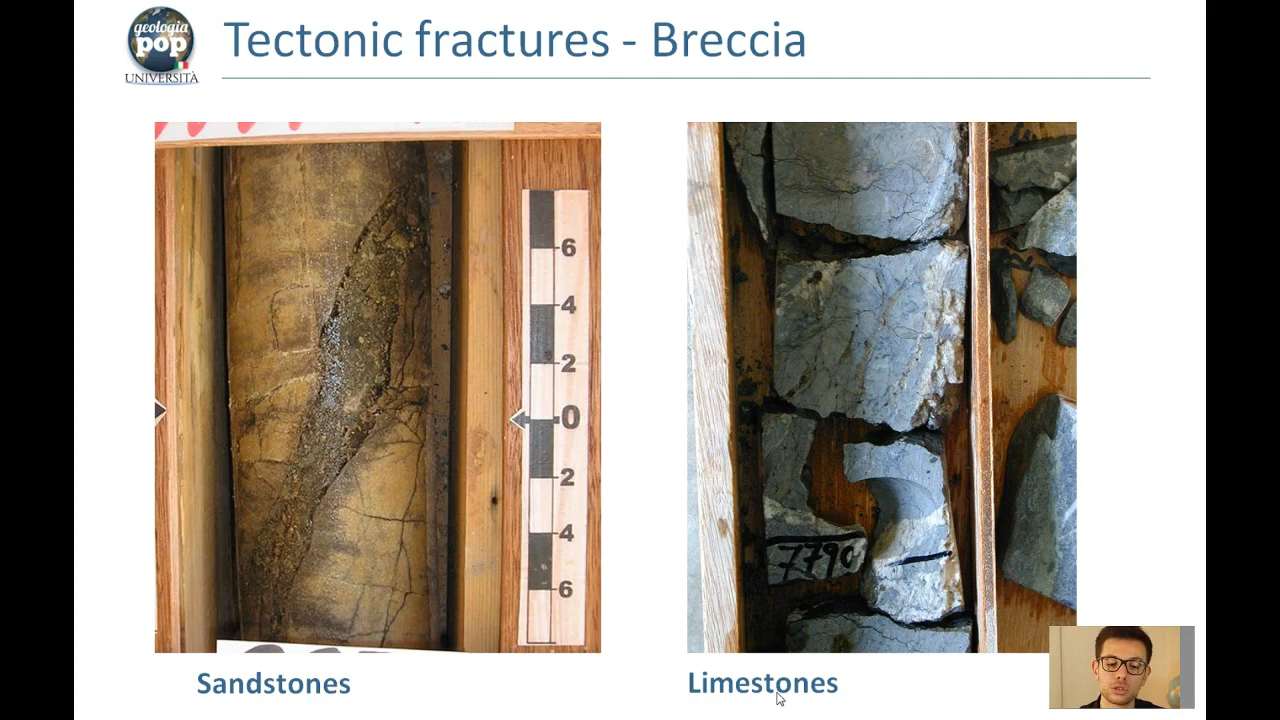 geologia
pop
UNIVERSITÀ
Tectonic fractures - Breccia
6
4
2
0
2
4
6
7790
Sandstones
Limestones